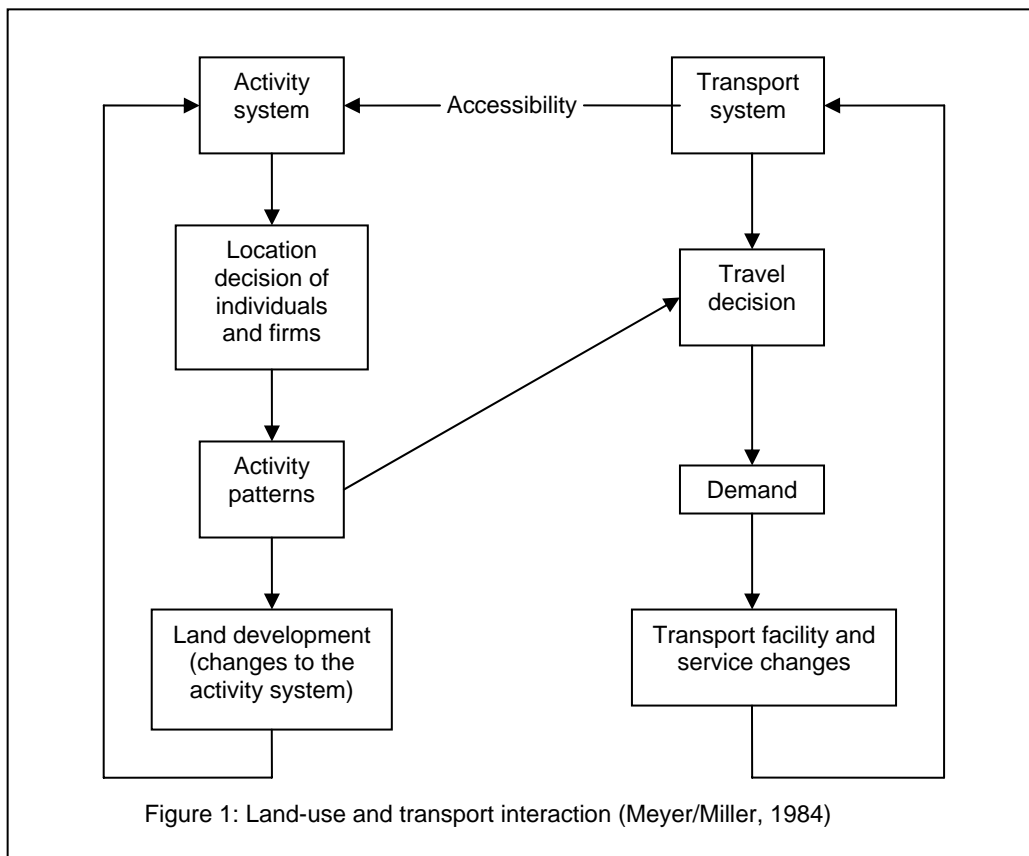 Activity
system
Accessibility
Transport
system
Location
decision of
individuals
and firms
Travel
decision
Activity
patterns
Demand
Land development
(changes to the
activity system)
Transport facility and
service changes
Figure 1: Land-use and transport interaction (Meyer/Miller, 1984)